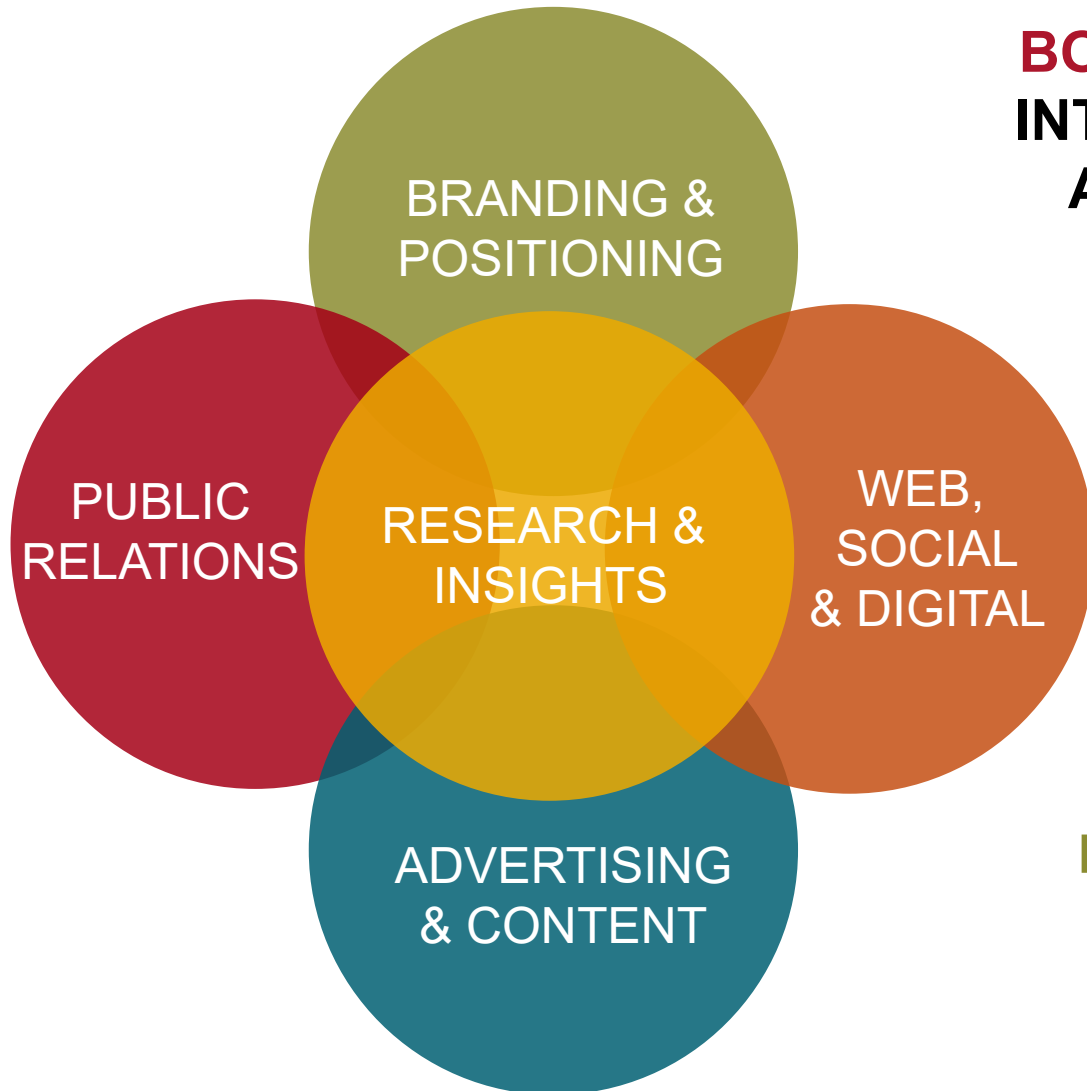 BRANDING &
POSITIONING
PUBLIC
RELATIONS
RESEARCH &
INSIGHTS
WEB,
SOCIAL
& DIGITAL
ADVERTISING
& CONTENT